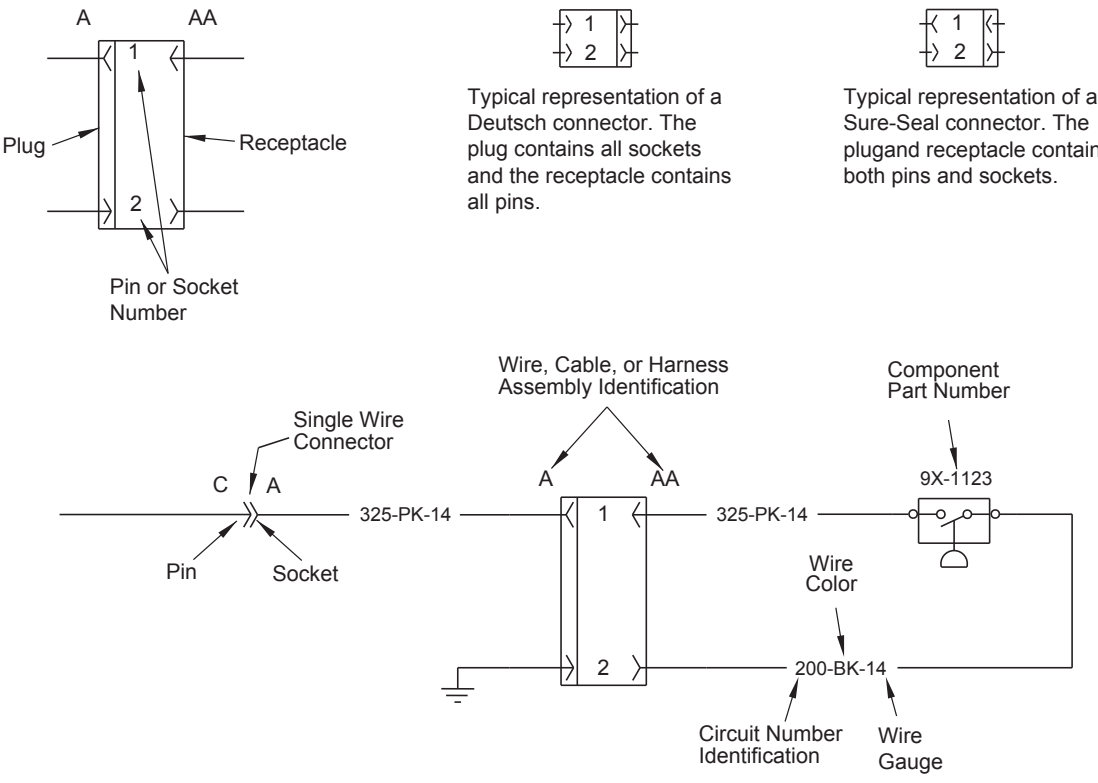 A
AA
1
Plug
Receptacle
2
Pin or Socket
Number
1
2
Typical representation of a
Deutsch connector. The
plug contains all sockets
and the receptacle contains
all pins.
1
2
Typical representation of a
Sure-Seal connector. The
plugand receptacle contain
both pins and sockets.
Wire, Cable, or Harness
Assembly Identification
Component
Part Number
Single Wire
Connector
C
A
A
AA
9X-1123
325-PK-14
1
325-PK-14
Pin
Socket
Wire
Color
2
200-BK-14
Circuit Number
Identification
Wire
Gauge